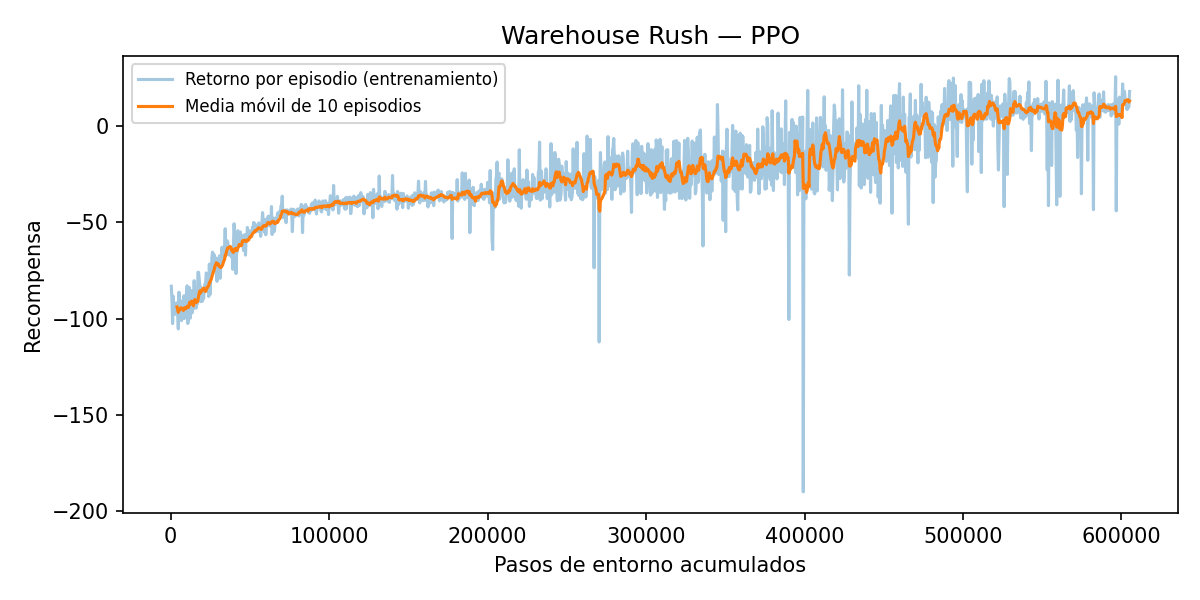 Warehouse Rush — PPO
Retorno por episodio (entrenamiento)
Media móvil de 10 episodios
Recompensa
0
−50
−100
−150
−200
0 100000 200000 300000 400000 500000 600000
Pasos de entorno acumulados